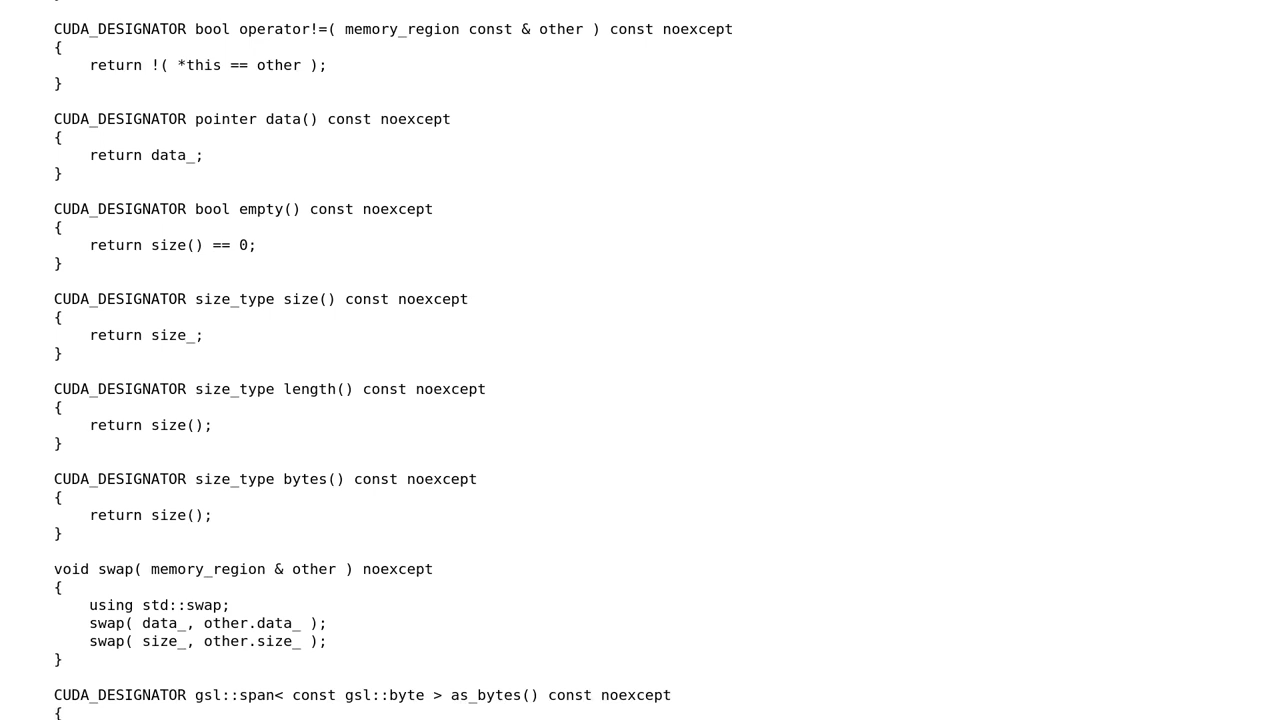 CUDA_DESIGNATOR bool operator!=( memory_region const & other ) const noexcept
{
    return !( *this == other );
}

CUDA_DESIGNATOR pointer data() const noexcept
{
    return data_;
}

CUDA_DESIGNATOR bool empty() const noexcept
{
    return size() == 0;
}

CUDA_DESIGNATOR size_type size() const noexcept
{
    return size_;
}

CUDA_DESIGNATOR size_type length() const noexcept
{
    return size();
}

CUDA_DESIGNATOR size_type bytes() const noexcept
{
    return size();
}

void swap( memory_region & other ) noexcept
{
    using std::swap;
    swap( data_, other.data_ );
    swap( size_, other.size_ );
}

CUDA_DESIGNATOR gsl::span< const gsl::byte > as_bytes() const noexcept
{